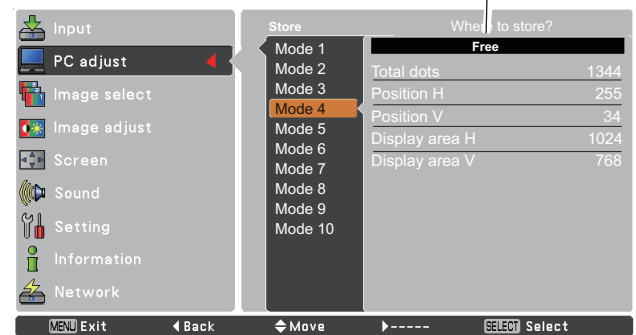 Input
PC adjust
Image select
Image adjust
Screen
Sound
Setting
Information
Network
Store
Where to store?
Mode 1
Mode 2
Mode 3
Mode 4
Mode 5
Mode 6
Mode 7
Mode 8
Mode 9
Mode 10
Free
Total dots 1344
Position H 255
Position V 34
Display area H 1024
Display area V 768
MENU Exit Back Move ----- SELECT Select